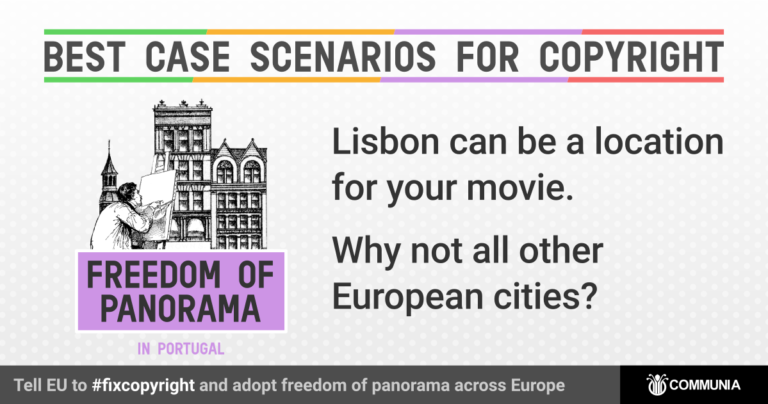 BEST CASE SCENARIOS FOR COPYRIGHT
Lisbon can be a location
for your movie.
Why not all other
European cities?
FREEDOM OF
PANORAMA
IN PORTUGAL
Tell EU to #fixcopyright and adopt freedom of panorama across Europe
COMMUNIA